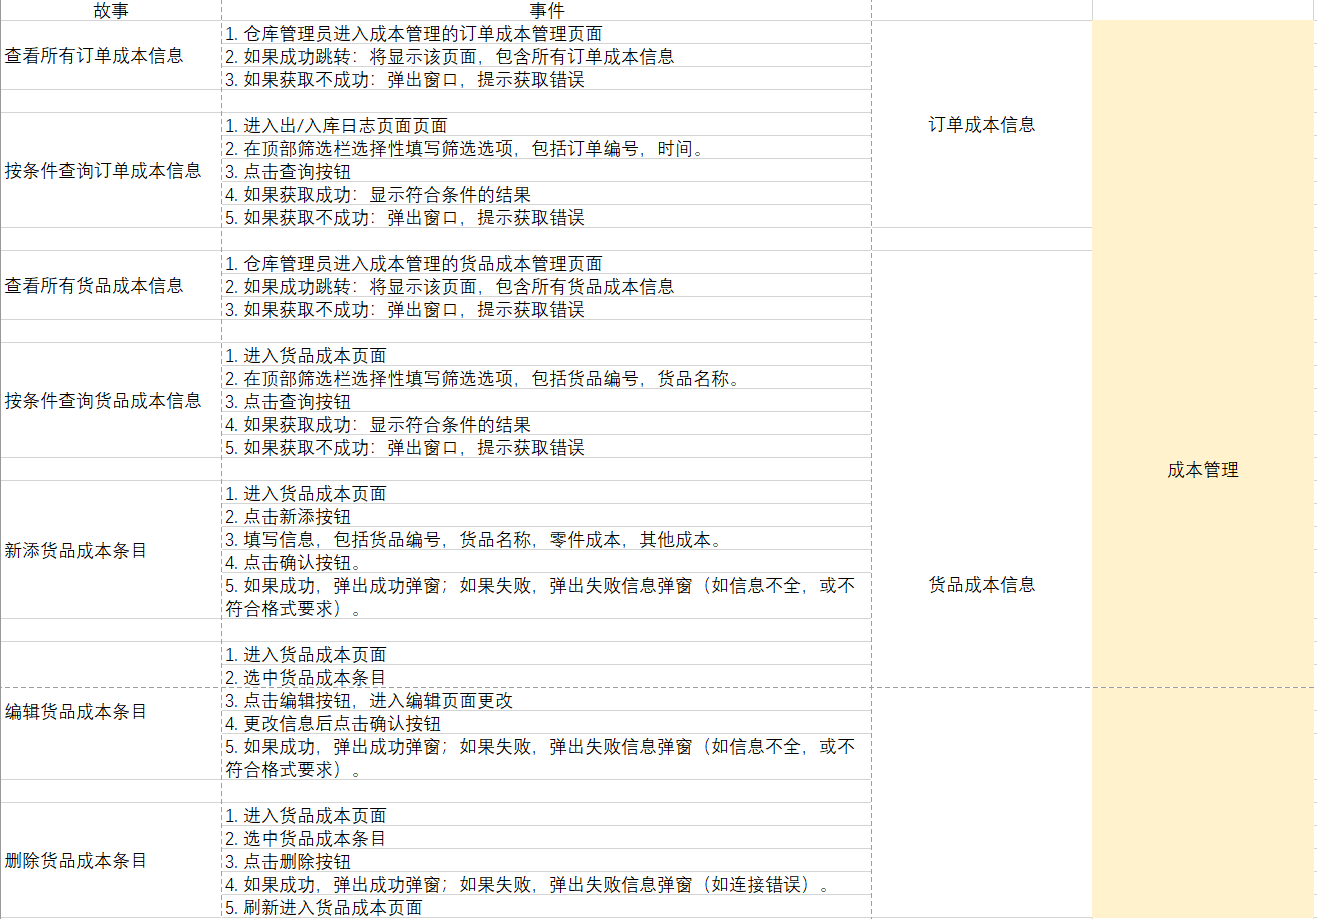 故事
事件
查看所有订单成本信息
1. 仓库管理员进入成本管理的订单成本管理页面
2. 如果成功跳转：将显示该页面，包含所有订单成本信息
3. 如果获取不成功：弹出窗口，提示获取错误
订单成本信息
按条件查询订单成本信息
1. 进入出/入库日志页面页面
2. 在顶部筛选栏选择性填写筛选选项，包括订单编号，时间。
3. 点击查询按钮
4. 如果获取成功：显示符合条件的结果
5. 如果获取不成功：弹出窗口，提示获取错误
查看所有货品成本信息
1. 仓库管理员进入成本管理的货品成本管理页面
2. 如果成功跳转：将显示该页面，包含所有货品成本信息
3. 如果获取不成功：弹出窗口，提示获取错误
按条件查询货品成本信息
1. 进入货品成本页面
2. 在顶部筛选栏选择性填写筛选选项，包括货品编号，货品名称。
3. 点击查询按钮
4. 如果获取成功：显示符合条件的结果
5. 如果获取不成功：弹出窗口，提示获取错误
成本管理
新添货品成本条目
1. 进入货品成本页面
2. 点击新添按钮
3. 填写信息，包括货品编号，货品名称，零件成本，其他成本。
4. 点击确认按钮。
5. 如果成功，弹出成功弹窗；如果失败，弹出失败信息弹窗（如信息不全，或不
符合格式要求）。
货品成本信息
编辑货品成本条目
1. 进入货品成本页面
2. 选中货品成本条目
3. 点击编辑按钮，进入编辑页面更改
4. 更改信息后点击确认按钮
5. 如果成功，弹出成功弹窗；如果失败，弹出失败信息弹窗（如信息不全，或不
符合格式要求）。
删除货品成本条目
1. 进入货品成本页面
2. 选中货品成本条目
3. 点击删除按钮
4. 如果成功，弹出成功弹窗；如果失败，弹出失败信息弹窗（如连接错误）。
5. 刷新进入货品成本页面